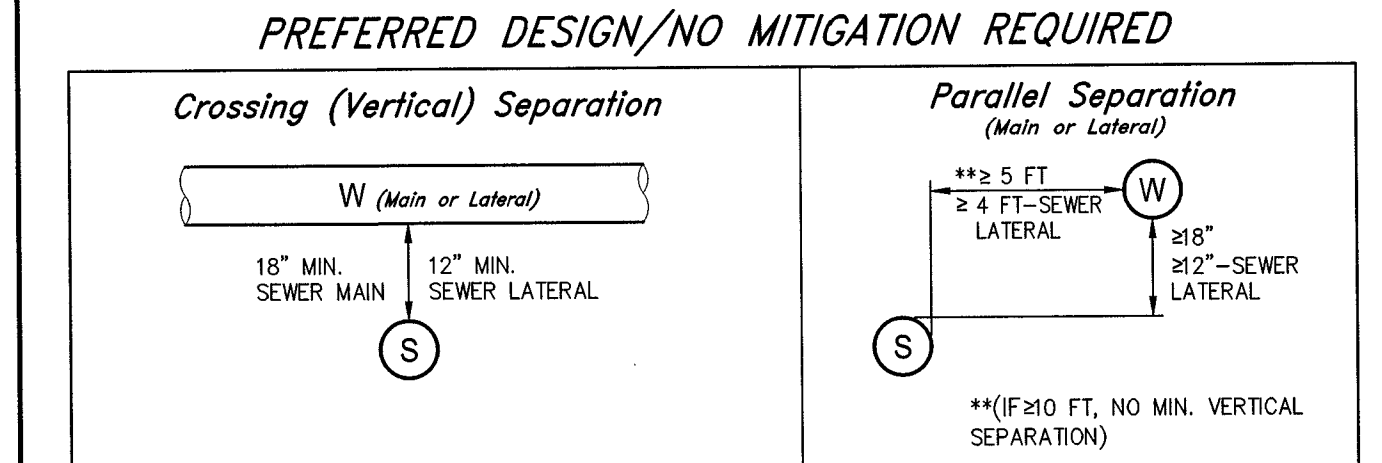 PREFERRED DESIGN/NO MITIGATION REQUIRED
Crossing (Vertical) Separation
W (Main or Lateral)
18" MIN.
SEWER MAIN
12" MIN.
SEWER LATERAL
S
Parallel Separation
(Main or Lateral)
**≥ 5 FT
≥ 4 FT-SEWER
LATERAL
W
≥18"
≥12"-SEWER
LATERAL
S
**(IF≥10 FT, NO MIN. VERTICAL
SEPARATION)